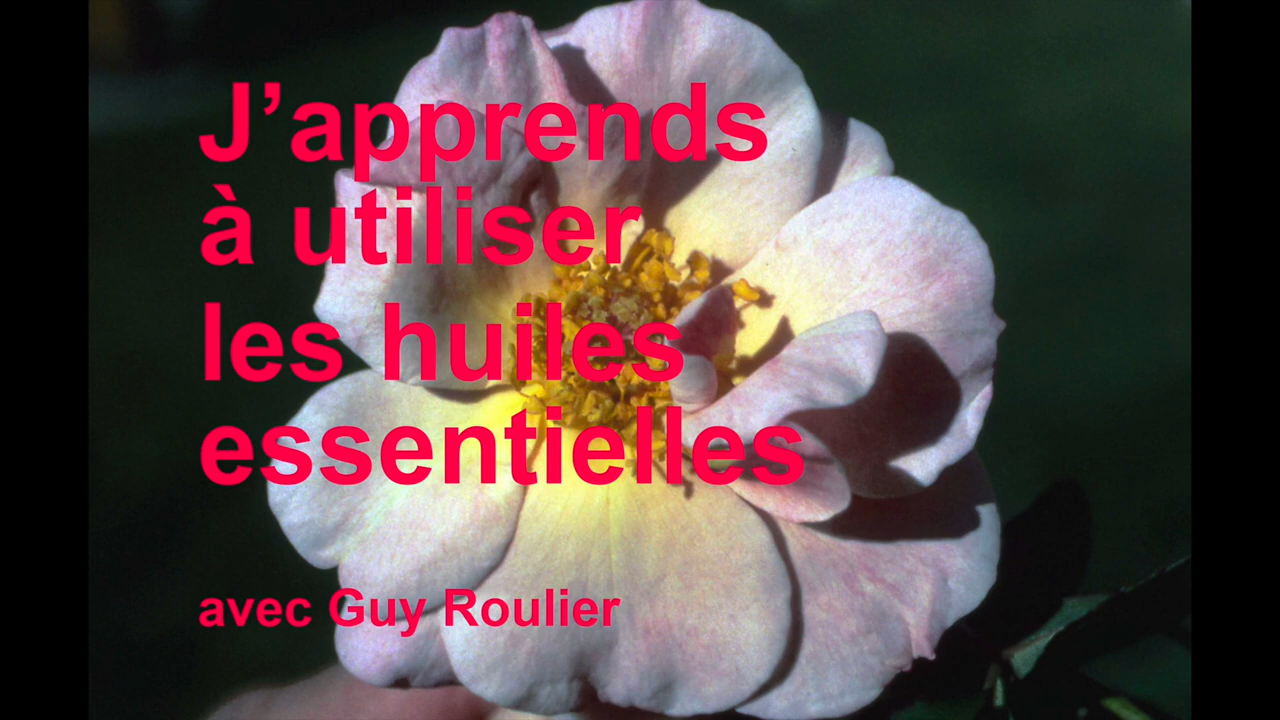 J’apprends
à utiliser
les huiles
essentielles
avec Guy Roulier